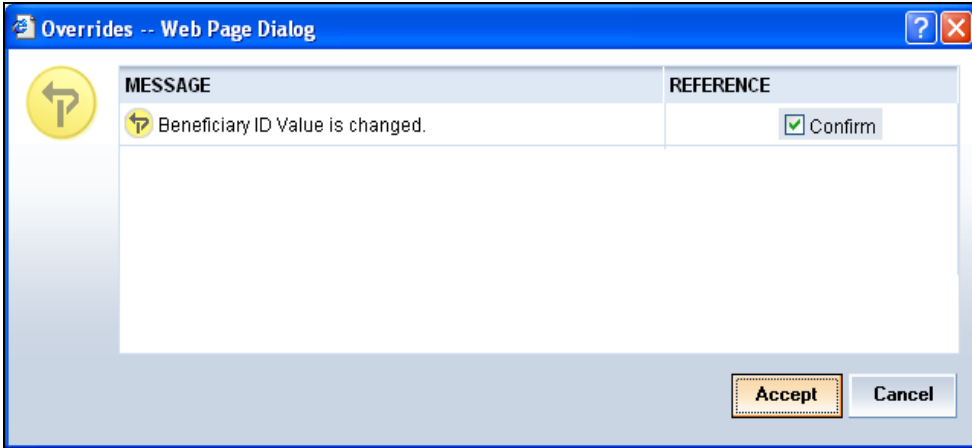 Overrides -- Web Page Dialog
MESSAGE REFERENCE
Beneficiary ID Value is changed. Confirm
Accept Cancel